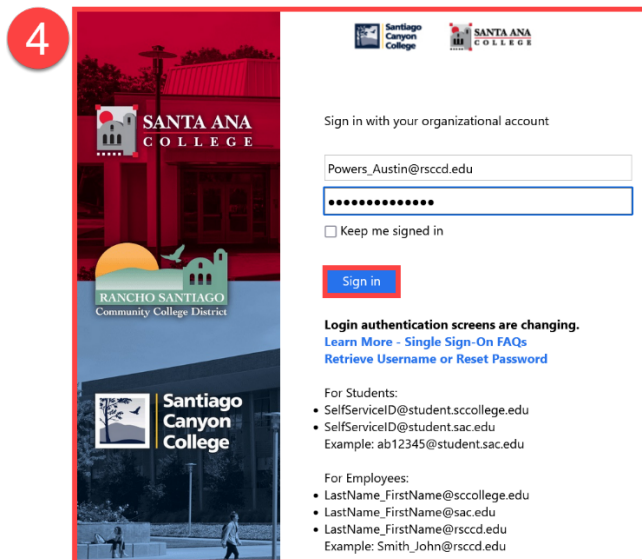 4
Santiago
Canyon
College
SANTA ANA
COLLEGE
SANTA ANA
COLLEGE
RANCHO SANTIAGO
Community College District
Santiago
Canyon
College
Sign in with your organizational account
Powers_Austin@rsccd.edu
Keep me signed in
Sign in
Login authentication screens are changing.
Learn More - Single Sign-On FAQs
Retrieve Username or Reset Password
For Students:
• SelfServiceID@student.sccollege.edu
• SelfServiceID@student.sac.edu
Example: ab12345@student.sac.edu
For Employees:
• LastName_FirstName@sccollege.edu
• LastName_FirstName@sac.edu
• LastName_FirstName@rsccd.edu
Example: Smith_John@rsccd.edu